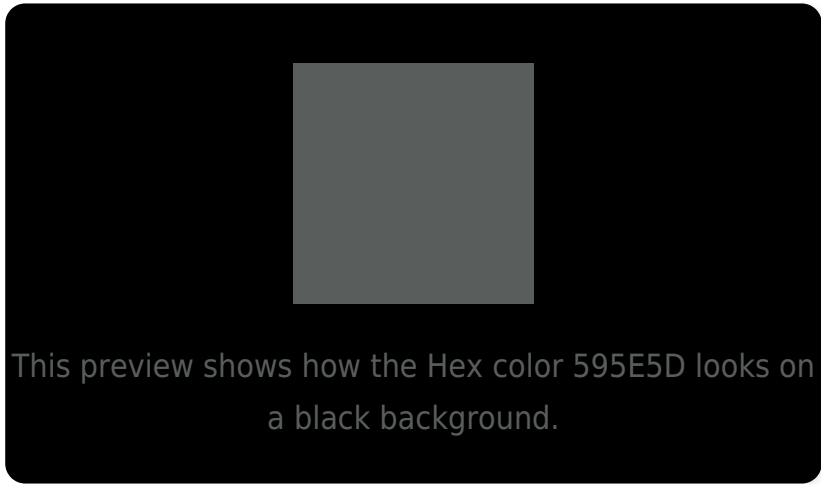 This preview shows how the Hex color 595E5D looks on
a black background.